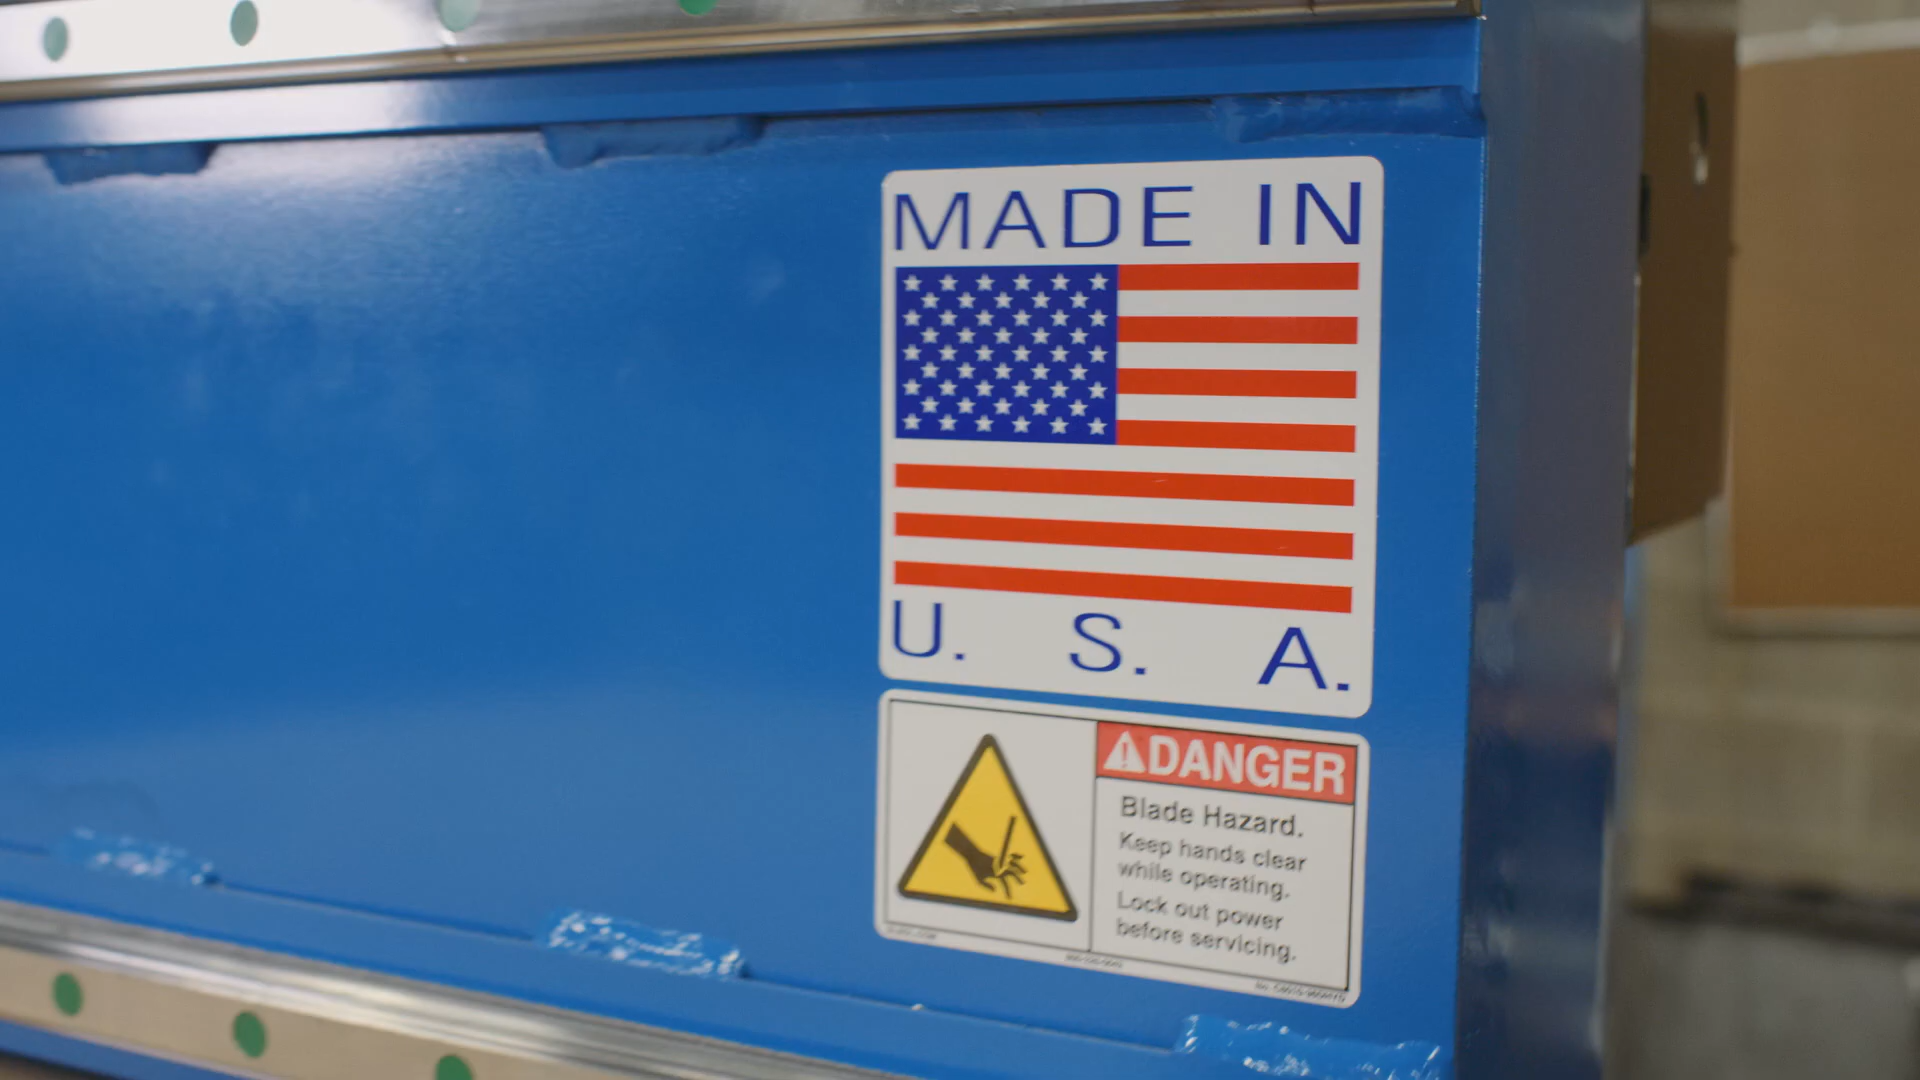 MADE IN
U. S. A.
DANGER
Blade Hazard.
Keep hands clear
while operating.
Lock out power
before servicing.